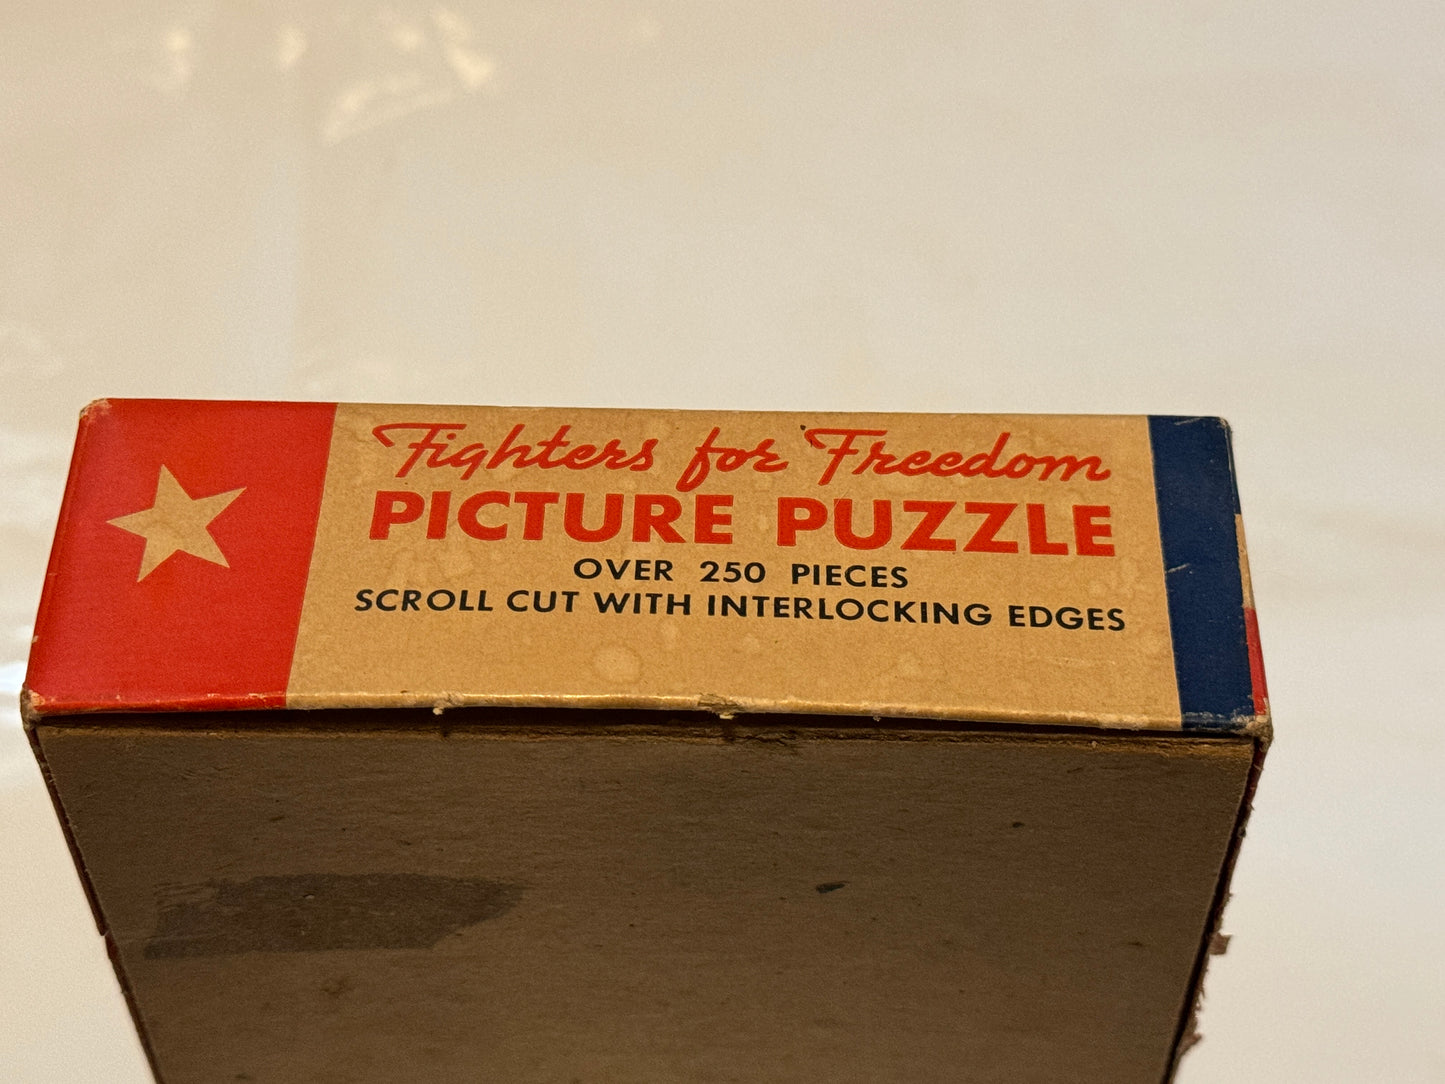 Fighters for Freedom
PICTURE PUZZLE
OVER 250 PIECES
SCROLL CUT WITH INTERLOCKING EDGES